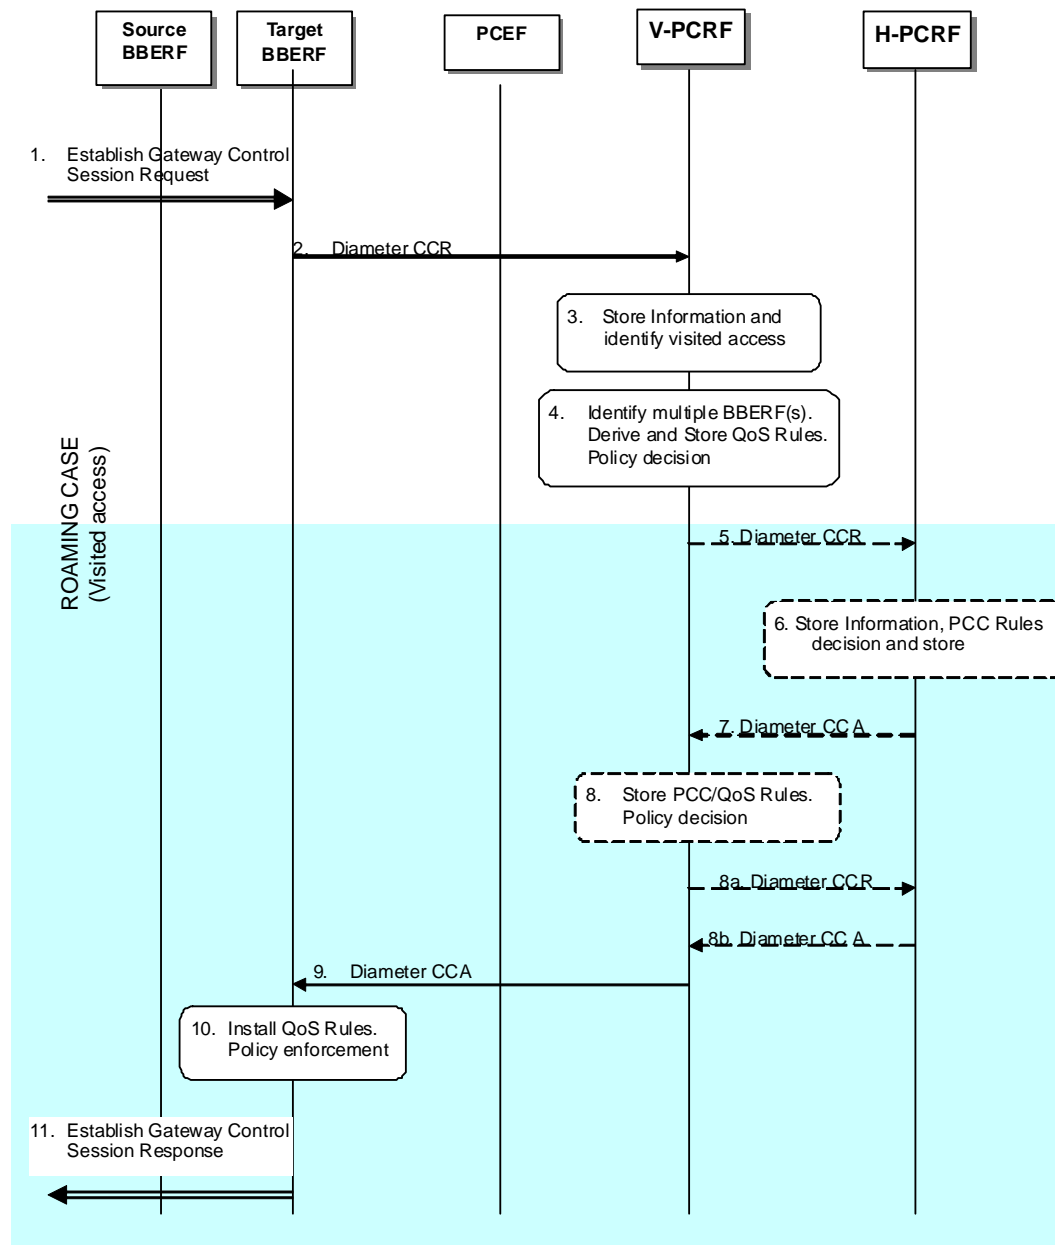 Source
BBERF
Target
BBERF
PCEF
V-PCRF
H-PCRF
1. Establish Gateway Control
Session Request
2. Diameter CCR
3. Store Information and
identify visited access
4. Identify multiple BBERF(s).
Derive and Store QoS Rules.
Policy decision
ROAMING CASE
(Visited access)
5. Diameter CCR
6. Store Information, PCC Rules
decision and store
7. Diameter CCA
8. Store PCC/QoS Rules.
Policy decision
8a. Diameter CCR
8b. Diameter CCA
9. Diameter CCA
10. Install QoS Rules.
Policy enforcement
11. Establish Gateway Control
Session Response